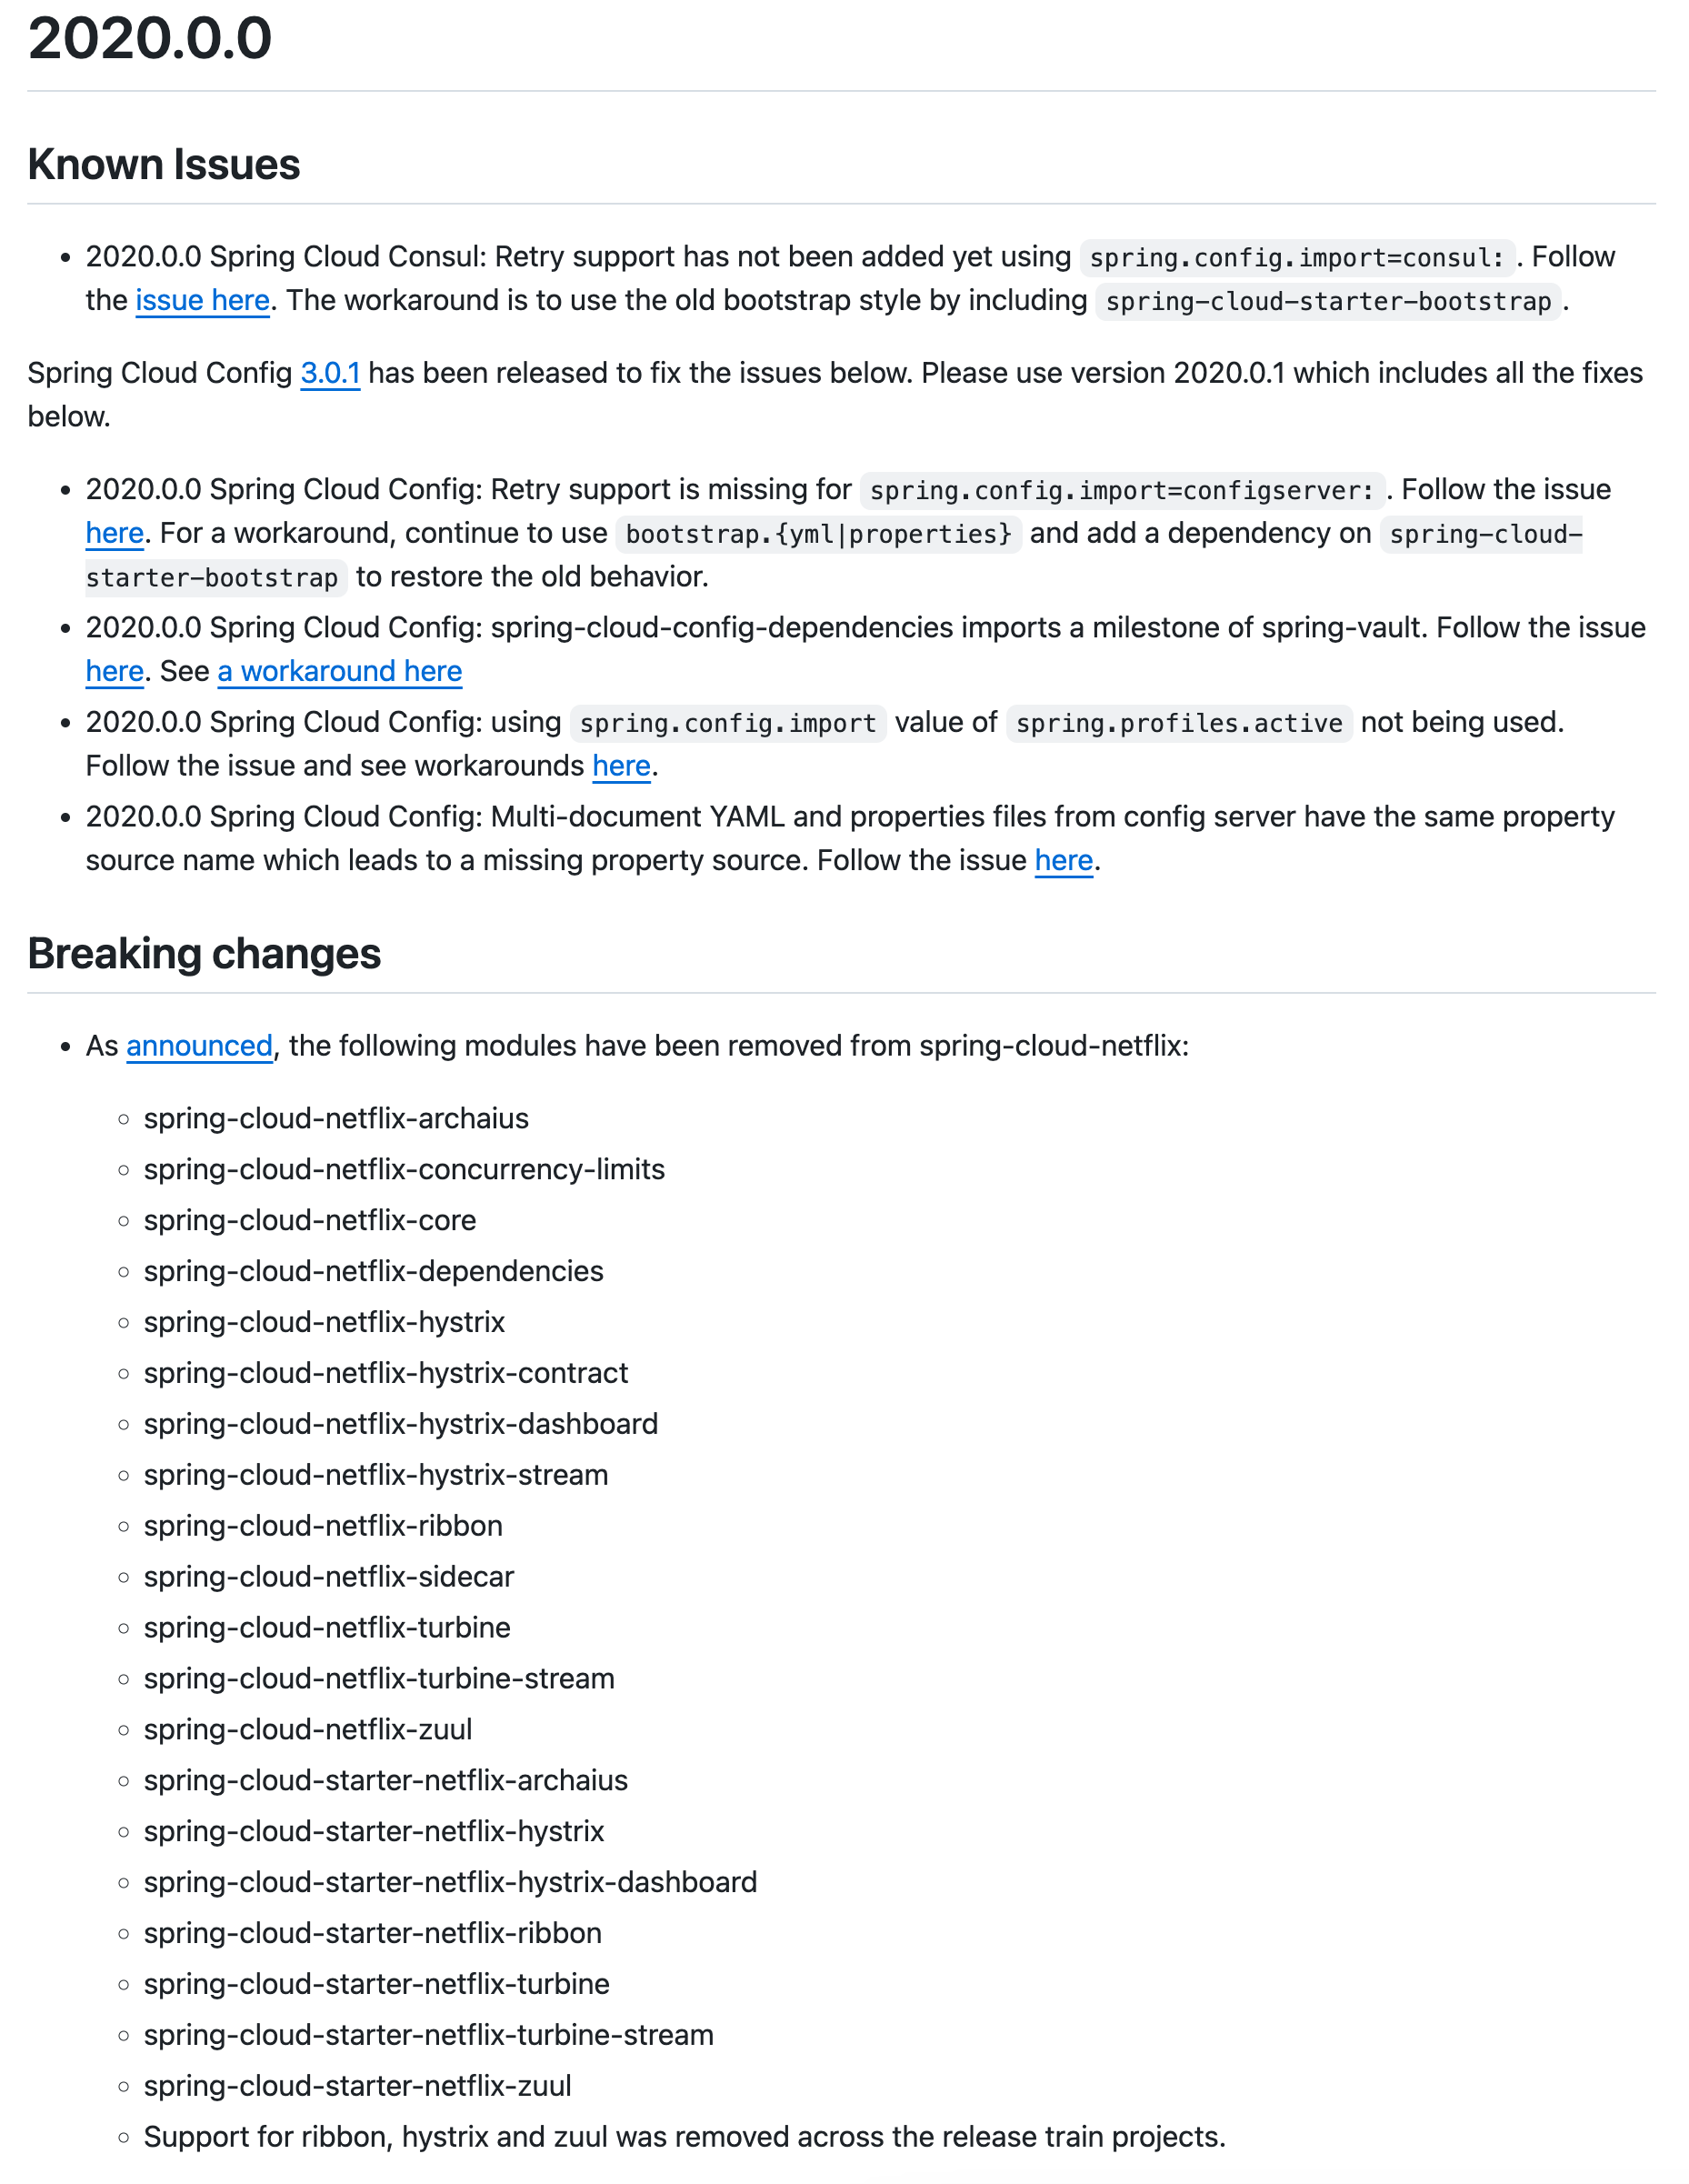 2020.0.0
Known Issues
2020.0.0 Spring Cloud Consul: Retry support has not been added yet using spring.config.import=consul: . Follow
the issue here. The workaround is to use the old bootstrap style by including spring-cloud-starter-bootstrap .
Spring Cloud Config 3.0.1 has been released to fix the issues below. Please use version 2020.0.1 which includes all the fixes
below.
2020.0.0 Spring Cloud Config: Retry support is missing for spring.config.import=configserver: . Follow the issue
here. For a workaround, continue to use bootstrap.{yml|properties} and add a dependency on spring-cloud-
starter-bootstrap to restore the old behavior.
2020.0.0 Spring Cloud Config: spring-cloud-config-dependencies imports a milestone of spring-vault. Follow the issue
here. See a workaround here
2020.0.0 Spring Cloud Config: using spring.config.import value of spring.profiles.active not being used.
Follow the issue and see workarounds here.
2020.0.0 Spring Cloud Config: Multi-document YAML and properties files from config server have the same property
source name which leads to a missing property source. Follow the issue here.
Breaking changes
As announced, the following modules have been removed from spring-cloud-netflix:
spring-cloud-netflix-archaius
spring-cloud-netflix-concurrency-limits
spring-cloud-netflix-core
spring-cloud-netflix-dependencies
spring-cloud-netflix-hystrix
spring-cloud-netflix-hystrix-contract
spring-cloud-netflix-hystrix-dashboard
spring-cloud-netflix-hystrix-stream
spring-cloud-netflix-ribbon
spring-cloud-netflix-sidecar
spring-cloud-netflix-turbine
spring-cloud-netflix-turbine-stream
spring-cloud-netflix-zuul
spring-cloud-starter-netflix-archaius
spring-cloud-starter-netflix-hystrix
spring-cloud-starter-netflix-hystrix-dashboard
spring-cloud-starter-netflix-ribbon
spring-cloud-starter-netflix-turbine
spring-cloud-starter-netflix-turbine-stream
spring-cloud-starter-netflix-zuul
Support for ribbon, hystrix and zuul was removed across the release train projects.